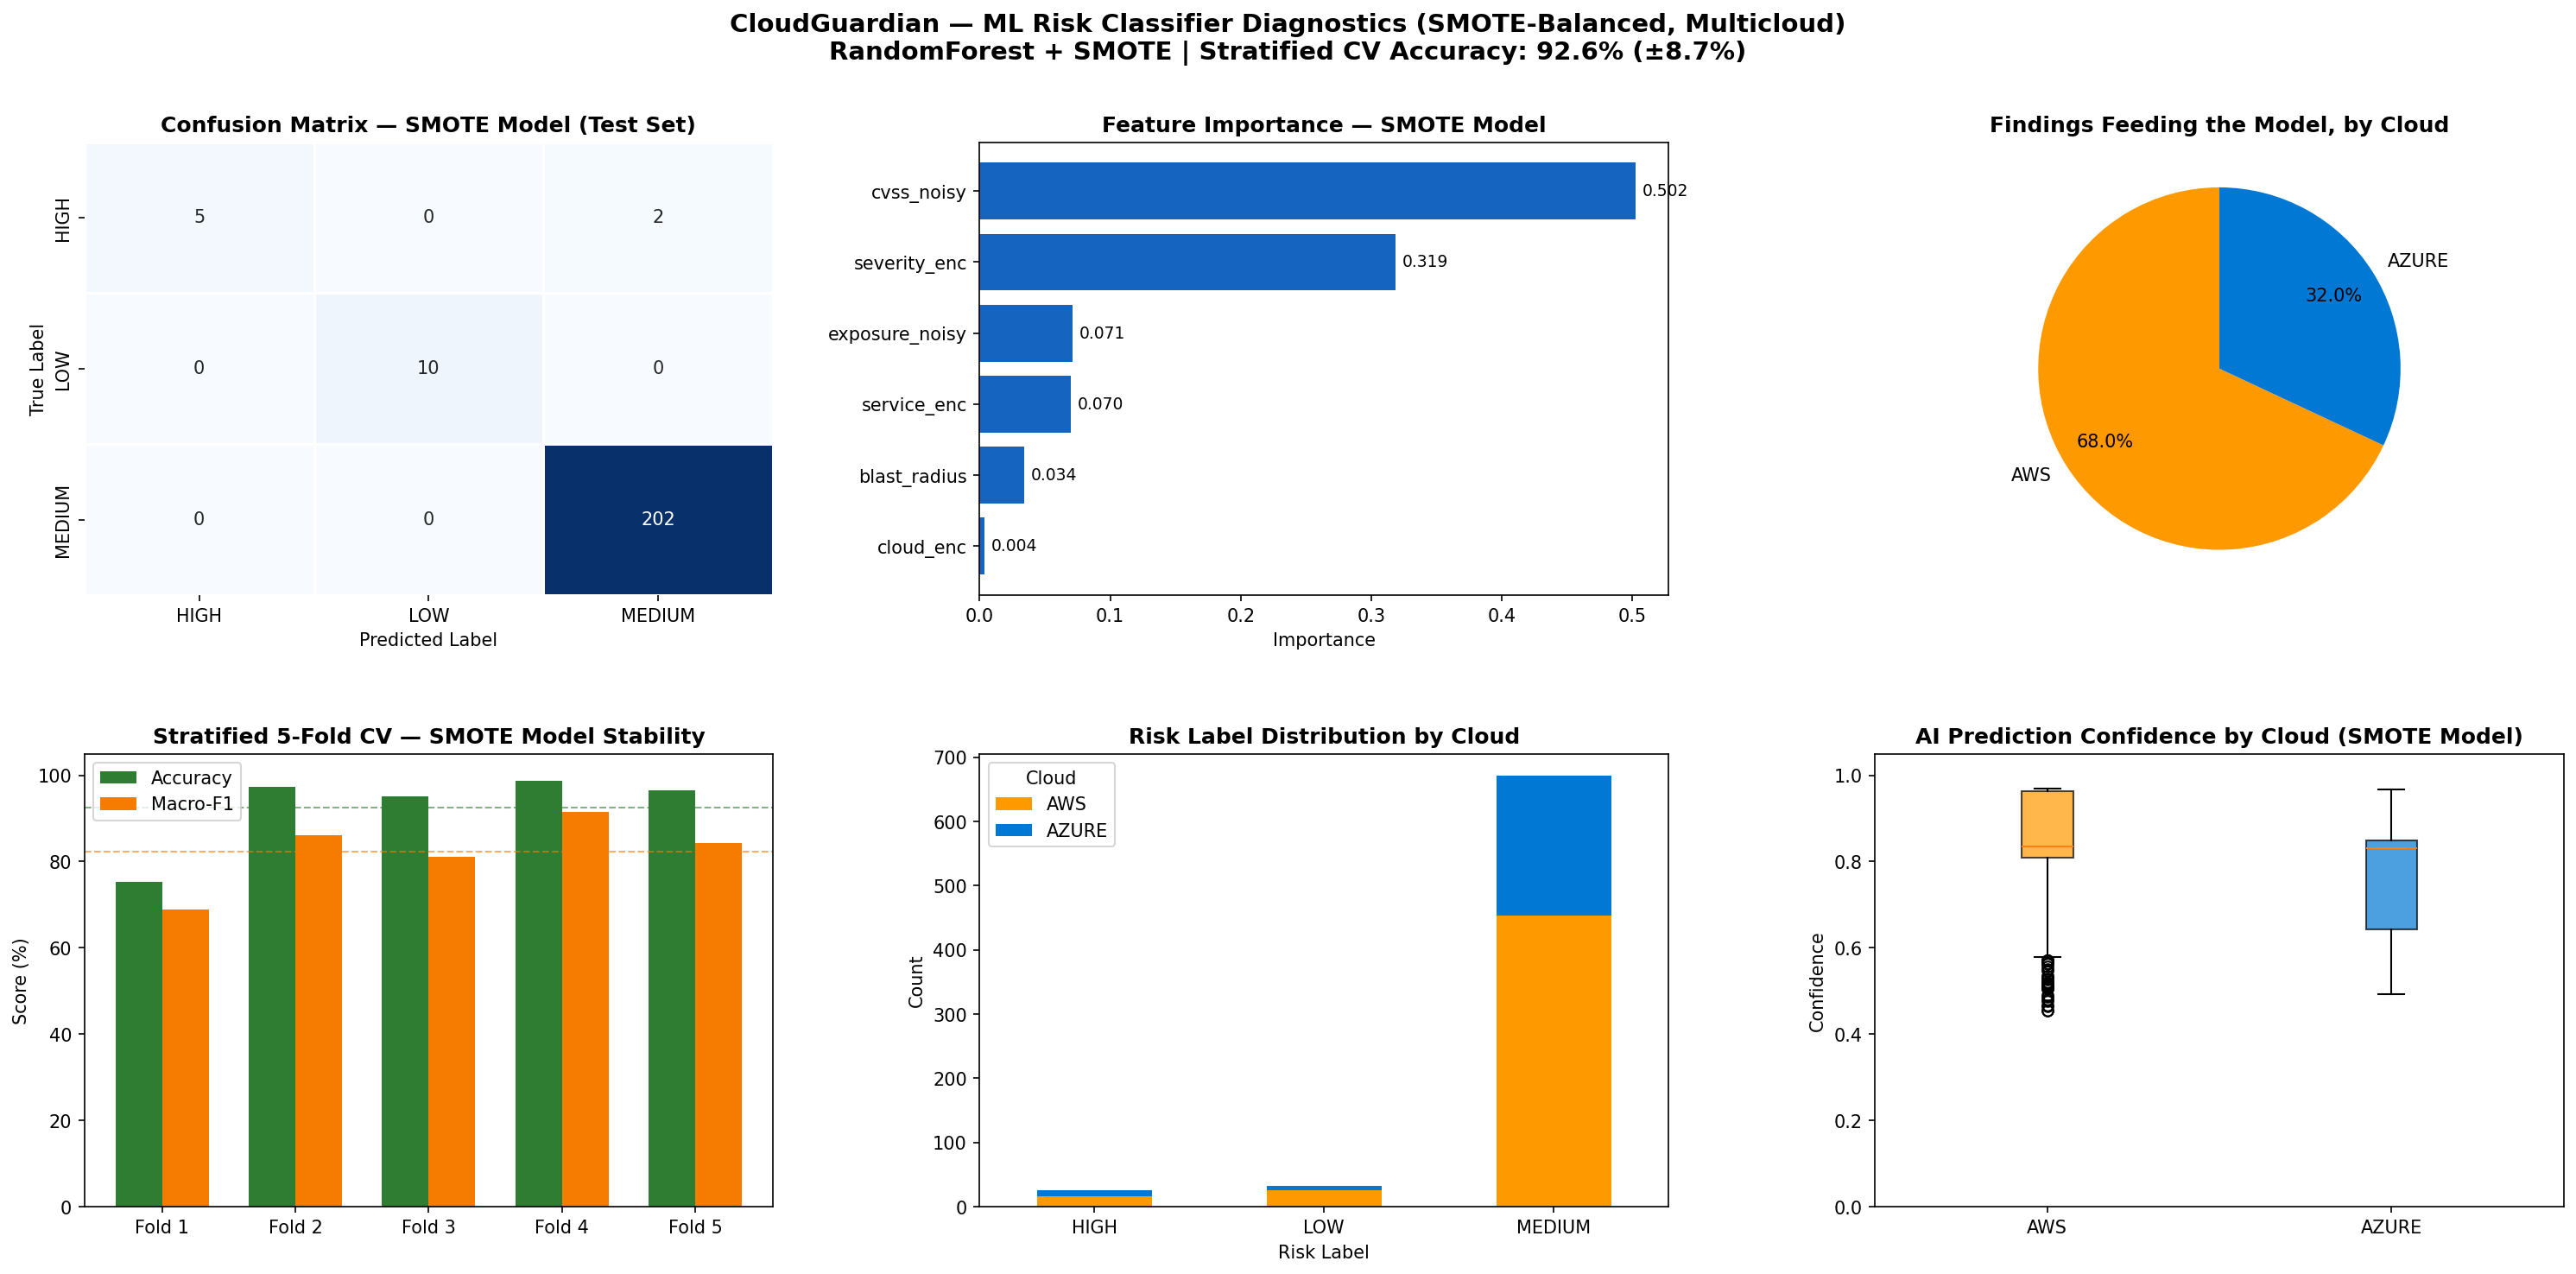 CloudGuardian — ML Risk Classifier Diagnostics (SMOTE-Balanced, Multicloud)
RandomForest + SMOTE | Stratified CV Accuracy: 92.6% (±8.7%)
Confusion Matrix — SMOTE Model (Test Set)
True Label
HIGH
5 0 2
LOW
0 10 0
MEDIUM
0 0 202
HIGH LOW MEDIUM
Predicted Label
Feature Importance — SMOTE Model
cvss_noisy 0.502
severity_enc 0.319
exposure_noisy 0.071
service_enc 0.070
blast_radius 0.034
cloud_enc 0.004
0.0 0.1 0.2 0.3 0.4 0.5
Importance
Findings Feeding the Model, by Cloud
AZURE
32.0%
68.0%
AWS
Stratified 5-Fold CV — SMOTE Model Stability
Accuracy
Macro-F1
Score (%)
100
80
60
40
20
0
Fold 1 Fold 2 Fold 3 Fold 4 Fold 5
Risk Label Distribution by Cloud
Cloud
AWS
AZURE
Count
700
600
500
400
300
200
100
0
HIGH LOW MEDIUM
Risk Label
AI Prediction Confidence by Cloud (SMOTE Model)
Confidence
1.0
0.8
0.6
0.4
0.2
0.0
AWS AZURE